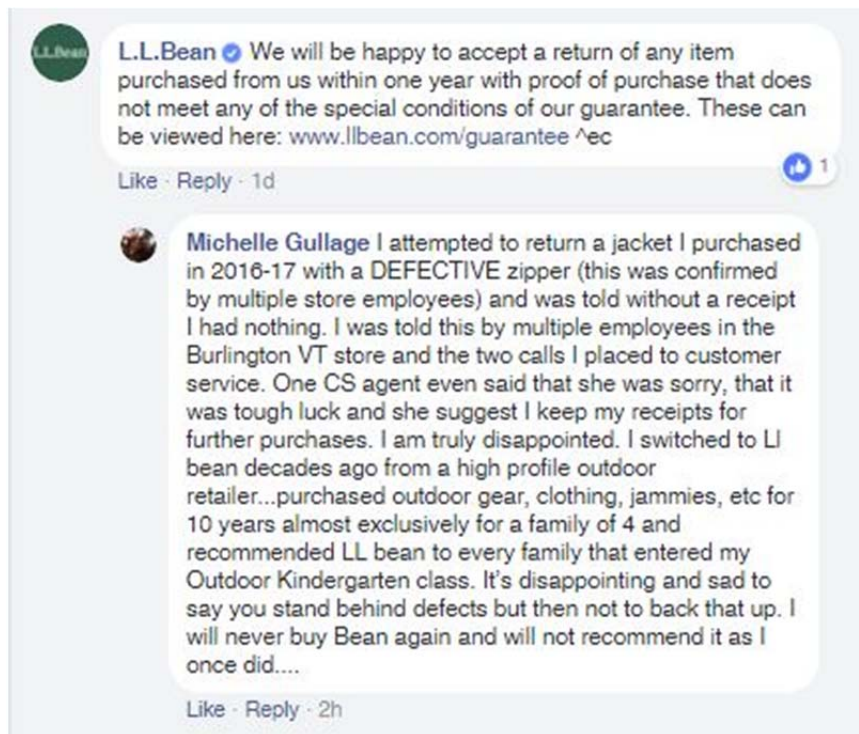 L.L.Bean
L.L.Bean We will be happy to accept a return of any item
purchased from us within one year with proof of purchase that does
not meet any of the special conditions of our guarantee. These can
be viewed here: www.llbean.com/guarantee ^ec
1
Like · Reply · 1d
Michelle Gullage I attempted to return a jacket I purchased
in 2016-17 with a DEFECTIVE zipper (this was confirmed
by multiple store employees) and was told without a receipt
I had nothing. I was told this by multiple employees in the
Burlington VT store and the two calls I placed to customer
service. One CS agent even said that she was sorry, that it
was tough luck and she suggest I keep my receipts for
further purchases. I am truly disappointed. I switched to Ll
bean decades ago from a high profile outdoor
retailer...purchased outdoor gear, clothing, jammies, etc for
10 years almost exclusively for a family of 4 and
recommended LL bean to every family that entered my
Outdoor Kindergarten class. It's disappointing and sad to
say you stand behind defects but then not to back that up. I
will never buy Bean again and will not recommend it as I
once did....
Like · Reply · 2h